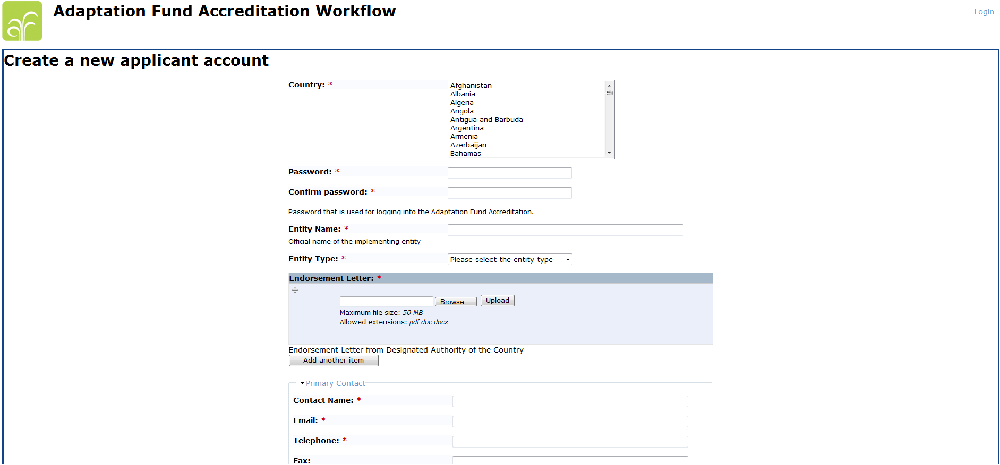 af
Adaptation Fund Accreditation Workflow
Login
Create a new applicant account
Country: *
Afghanistan
Albania
Algeria
Angola
Antigua and Barbuda
Argentina
Armenia
Azerbaijan
Bahamas
Password: *
Confirm password: *
Password that is used for logging into the Adaptation Fund Accreditation.
Entity Name: *
Official name of the implementing entity
Entity Type: *
Please select the entity type
Endorsement Letter: *
Browse... Upload
Maximum file size: 50 MB
Allowed extensions: pdf doc docx
Endorsement Letter from Designated Authority of the Country
Add another item
Primary Contact
Contact Name: *
Email: *
Telephone: *
Fax: